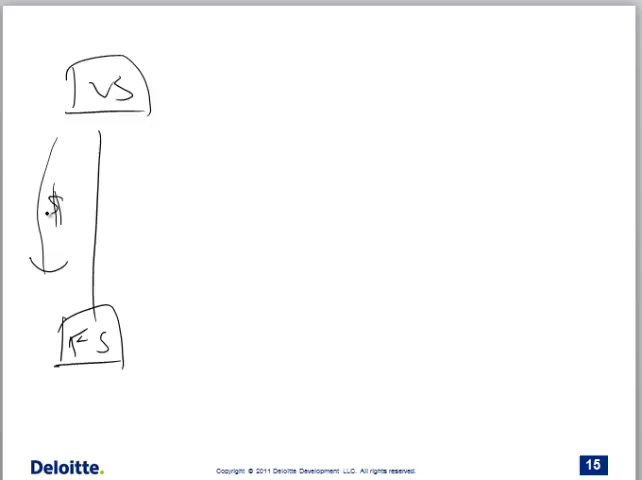 VS
$
FS
Deloitte.
Copyright © 2011 Deloitte Development LLC. All rights reserved.
15